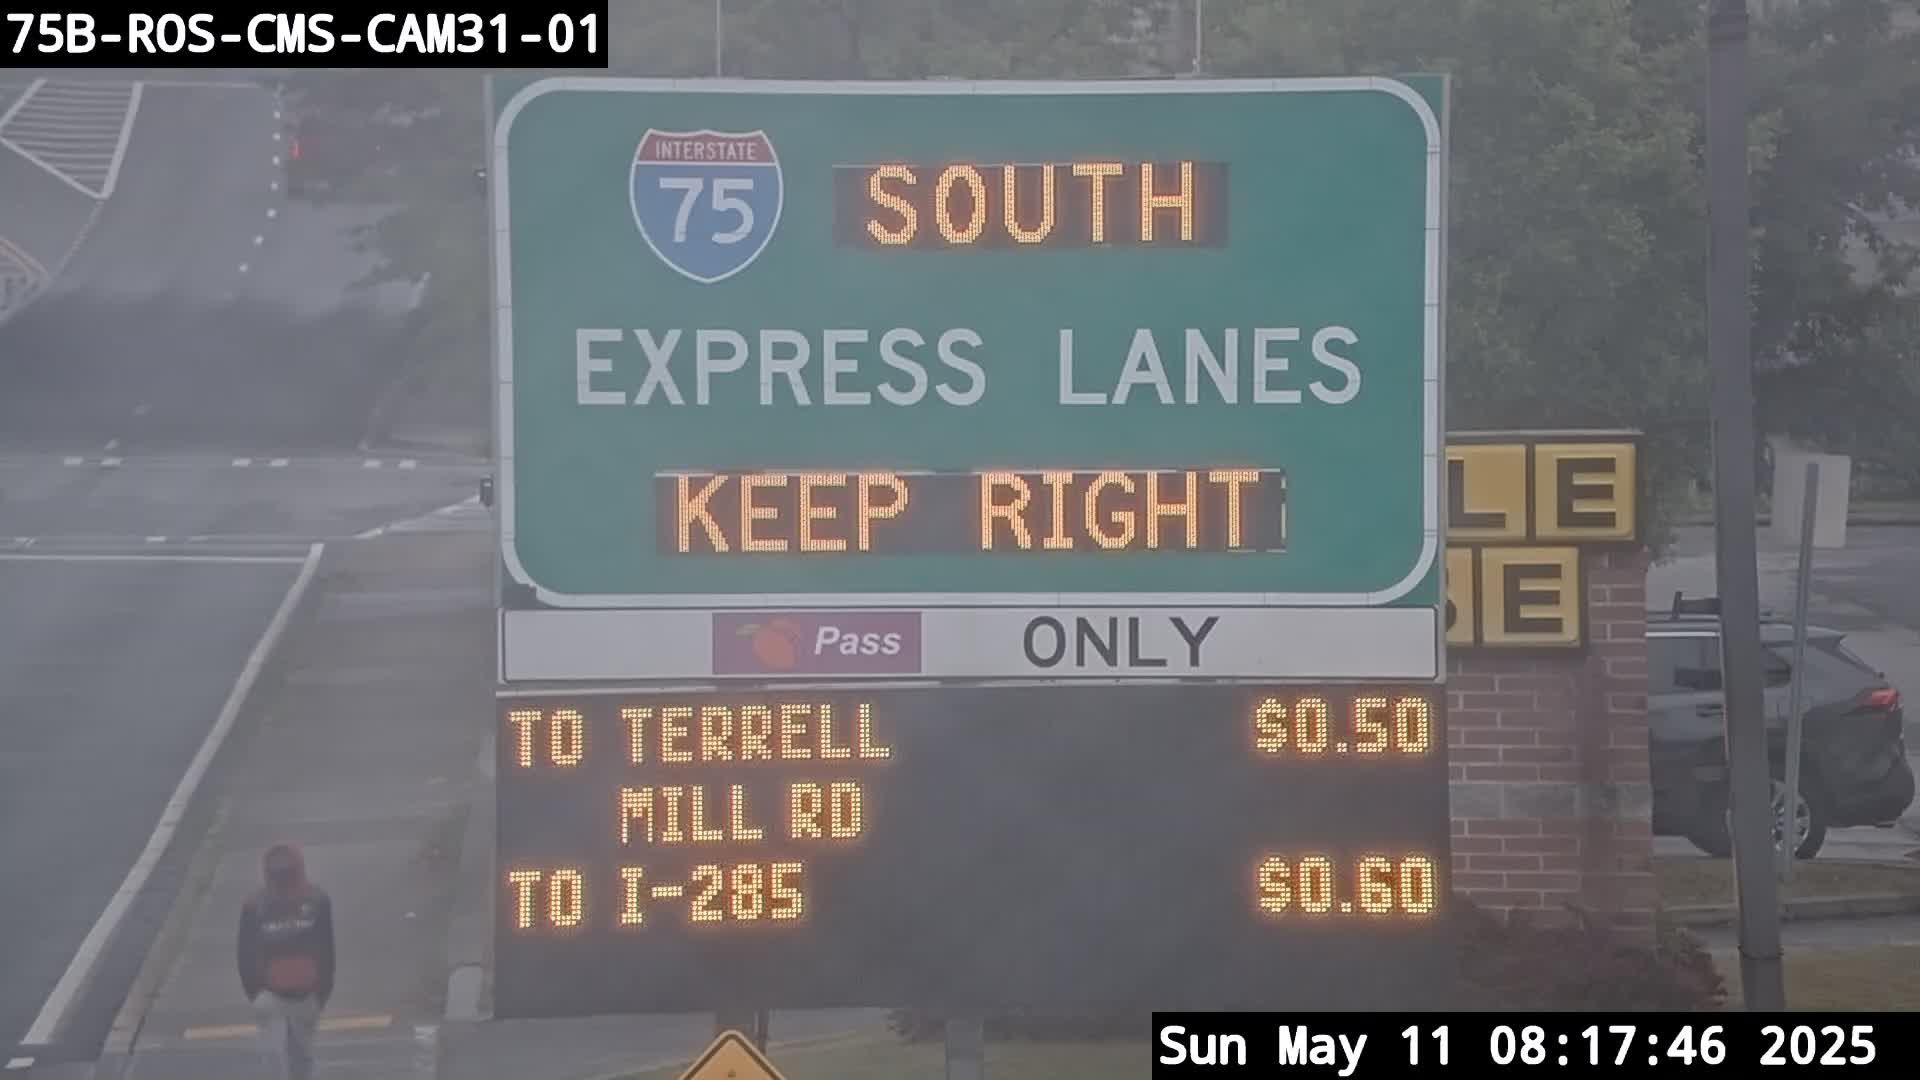 75B-ROS-CMS-CAM31-01
INTERSTATE
75
SOUTH
EXPRESS LANES
KEEP RIGHT
Pass ONLY
TO TERRELL $0.50
MILL RD
TO I-285 $0.60
LE
E
Sun May 11 08:17:46 2025